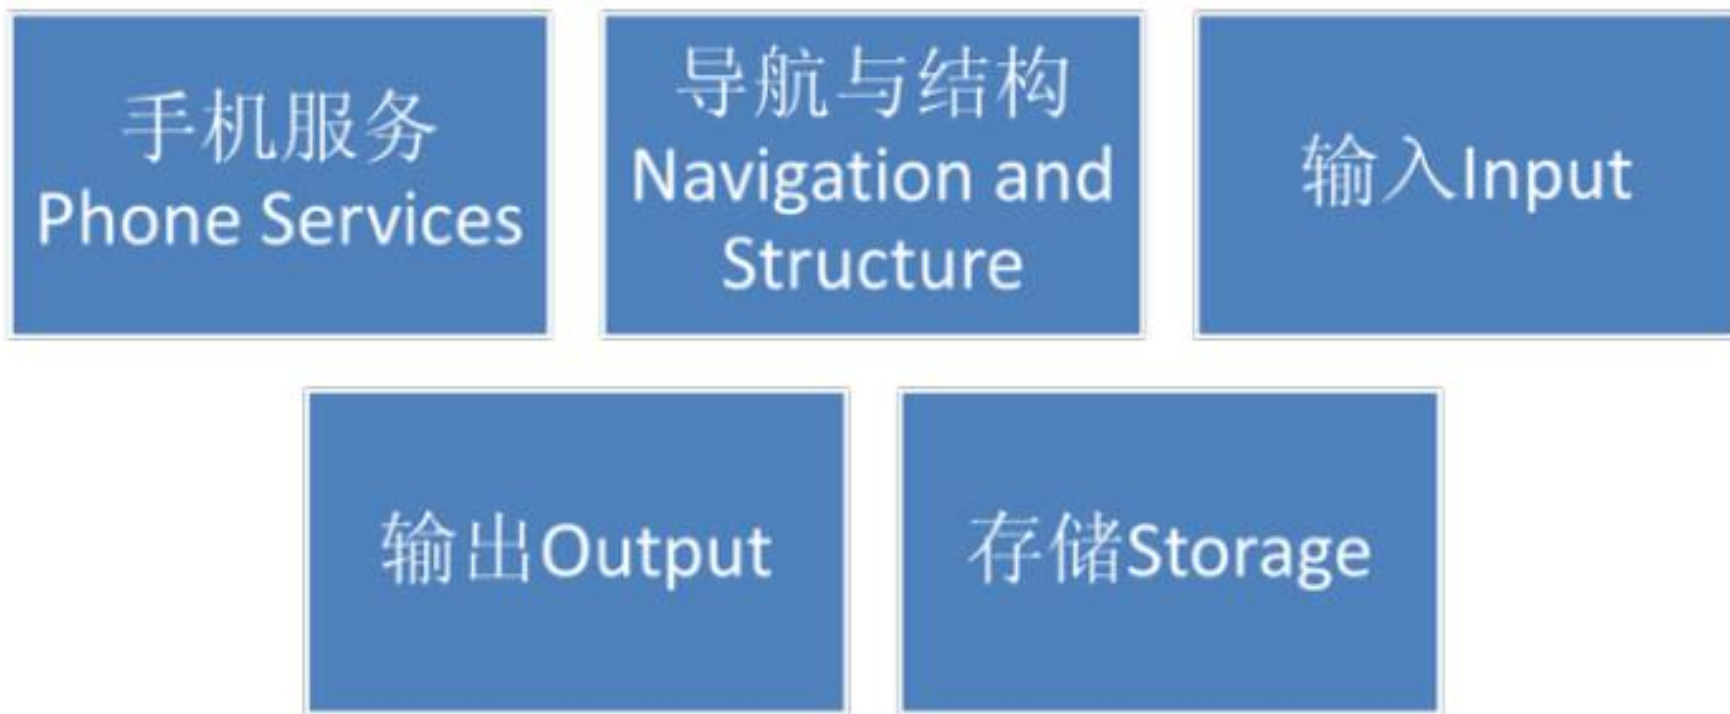 手机服务
Phone Services
导航与结构
Navigation and
Structure
输入Input
输出Output
存储Storage